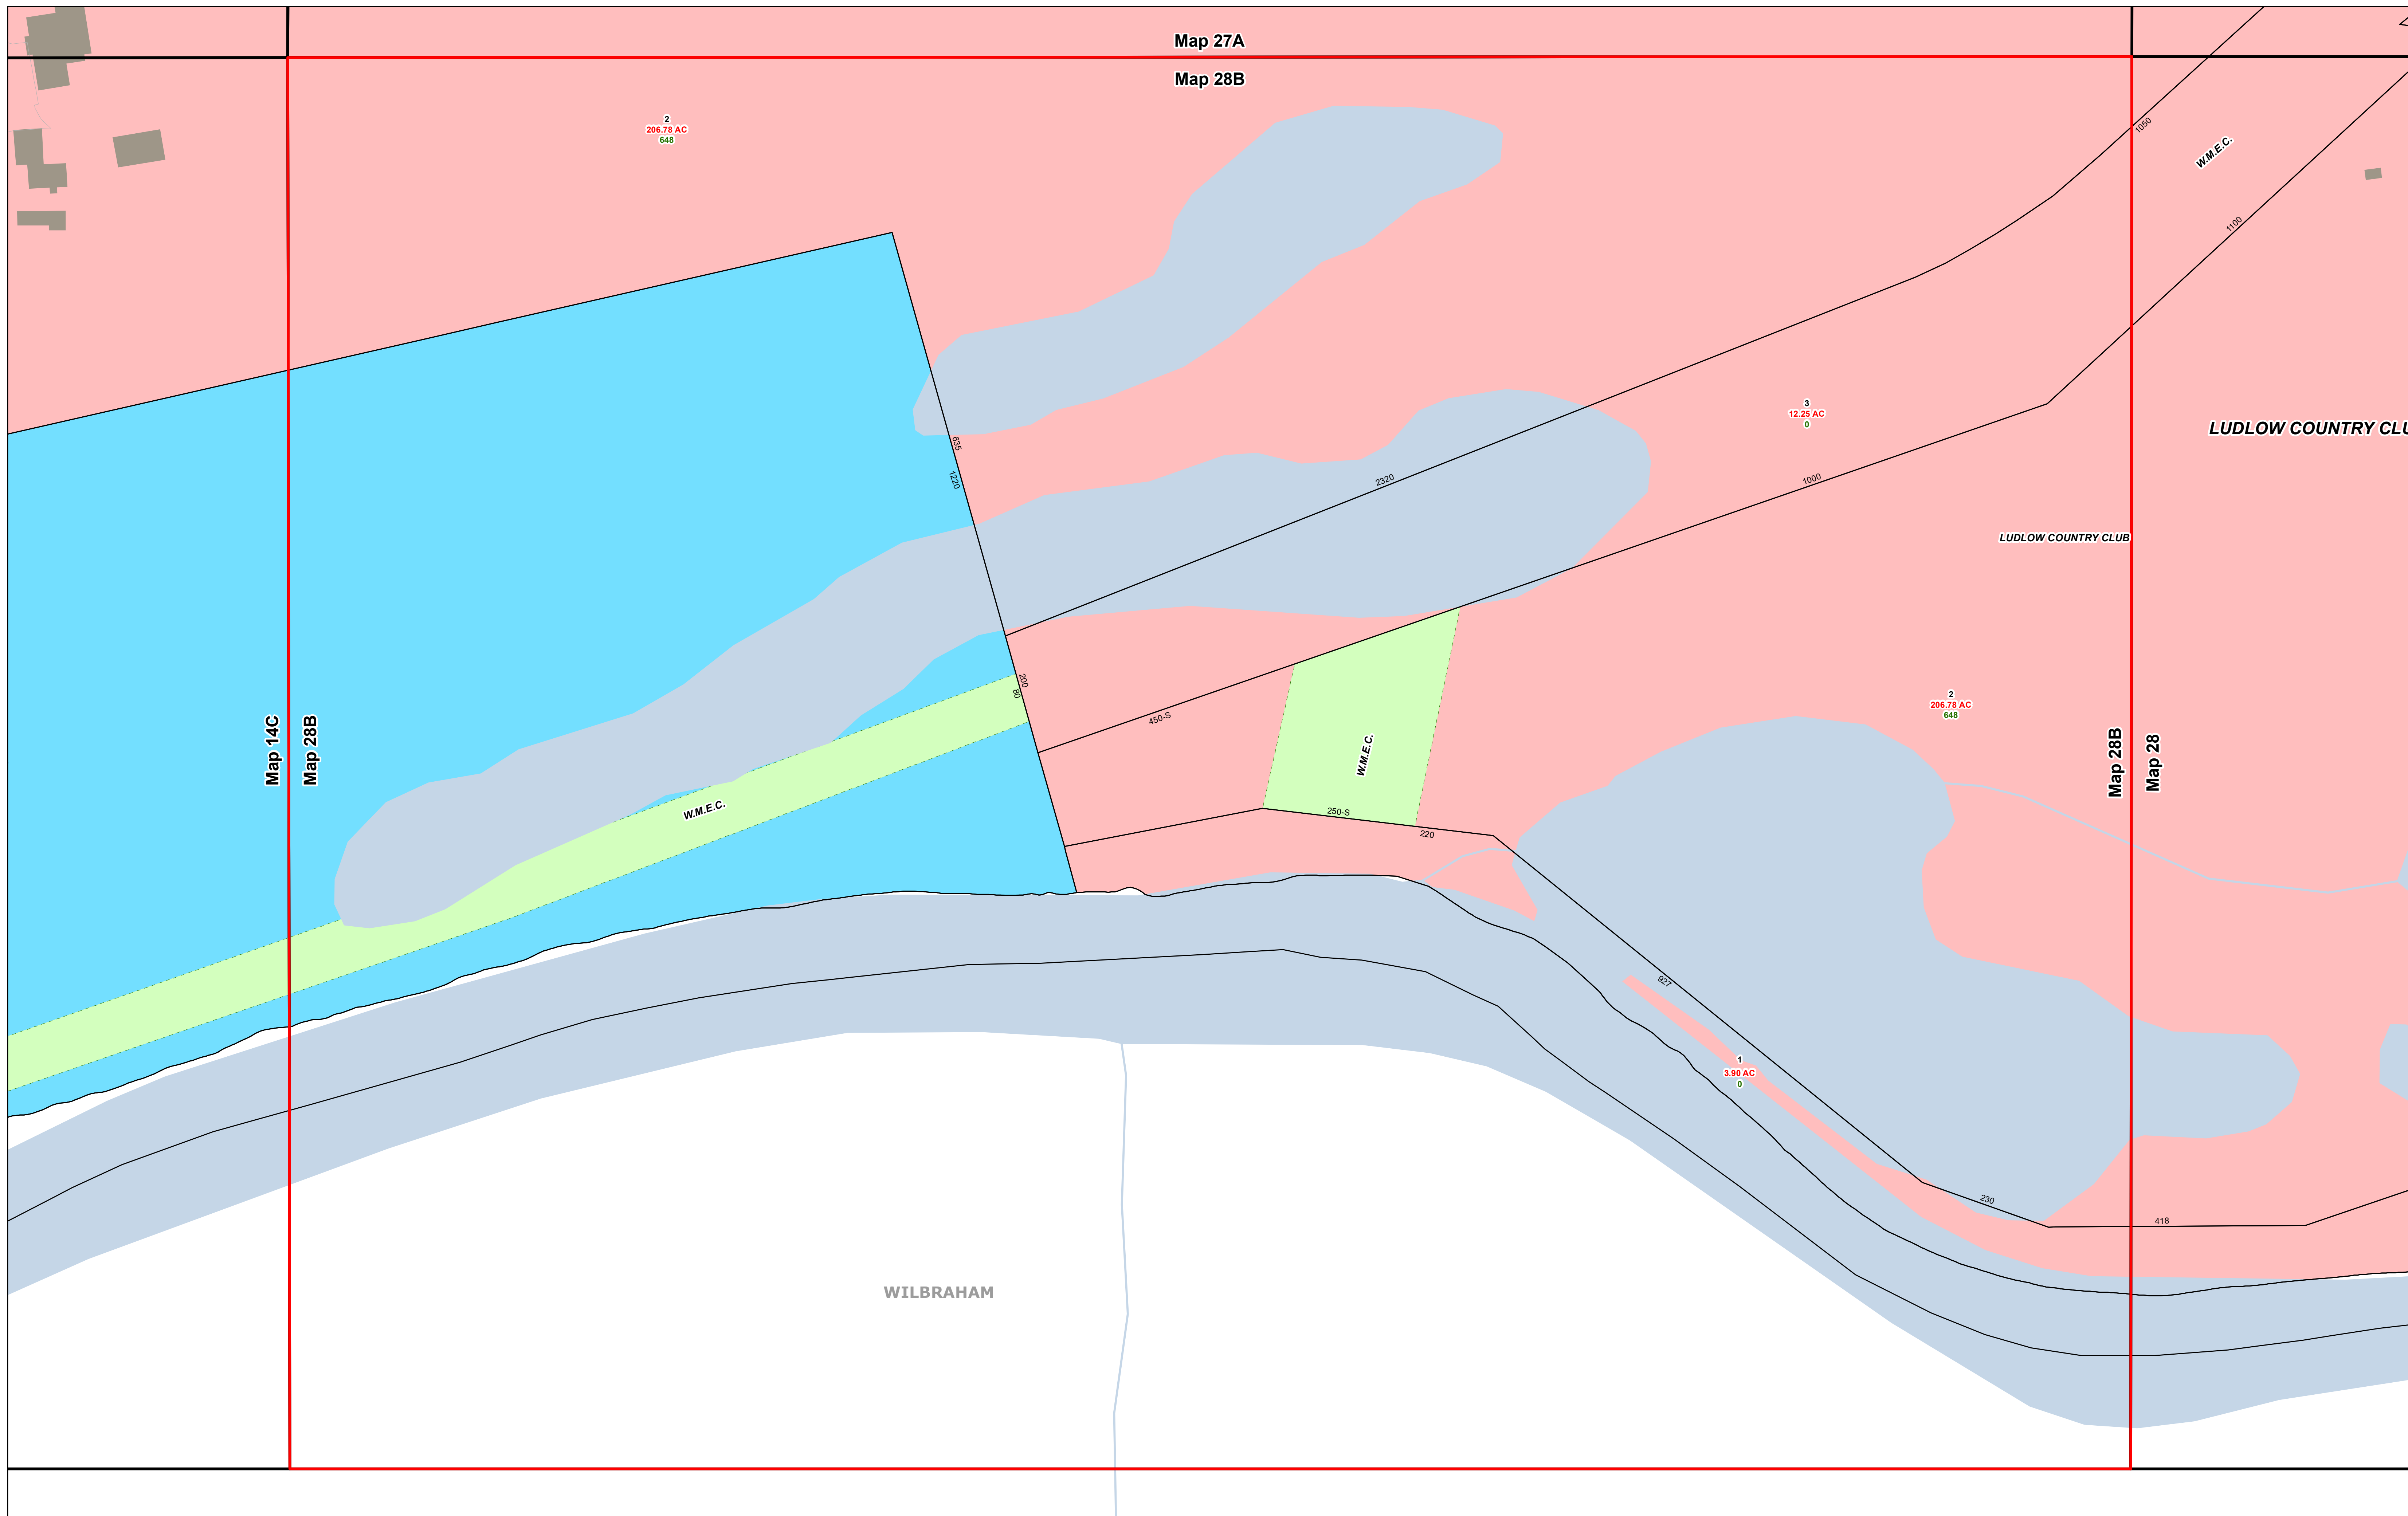 Map 27A
Map 28B
2
206.78 AC
648
1050
W.M.E.C.
1100
3
12.25 AC
0
LUDLOW COUNTRY CLU
635
1220
2320
1000
LUDLOW COUNTRY CLUB
200
80
2
206.78 AC
648
450-S
Map 14C
Map 28B
W.M.E.C.
Map 28B
Map 28
W.M.E.C.
250-S
220
927
1
3.90 AC
0
230
418
WILBRAHAM